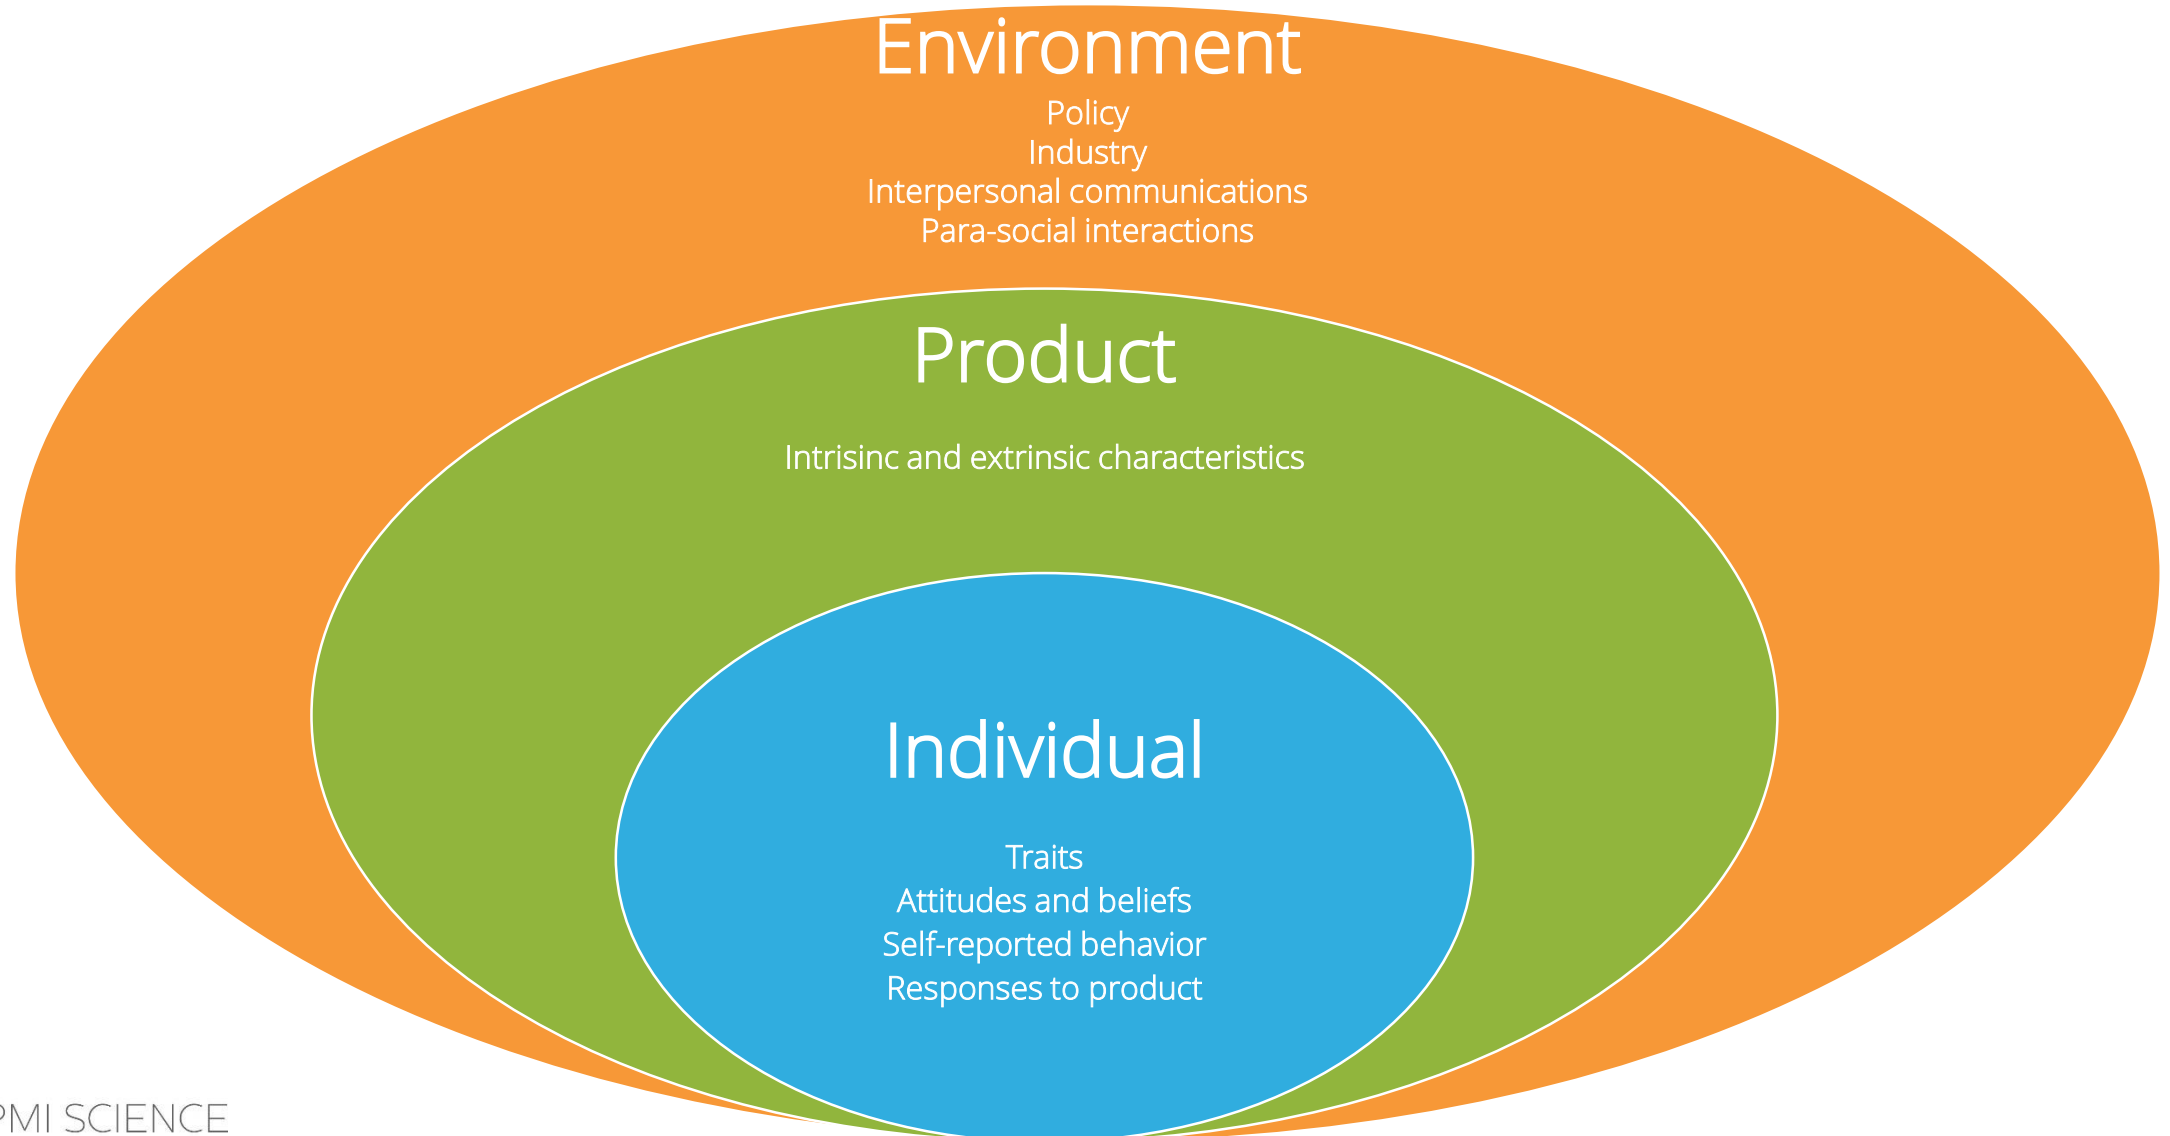 Environment
Policy
Industry
Interpersonal communications
Para-social interactions
Product
Intrisinc and extrinsic characteristics
Individual
Traits
Attitudes and beliefs
Self-reported behavior
Responses to product
PMI SCIENCE